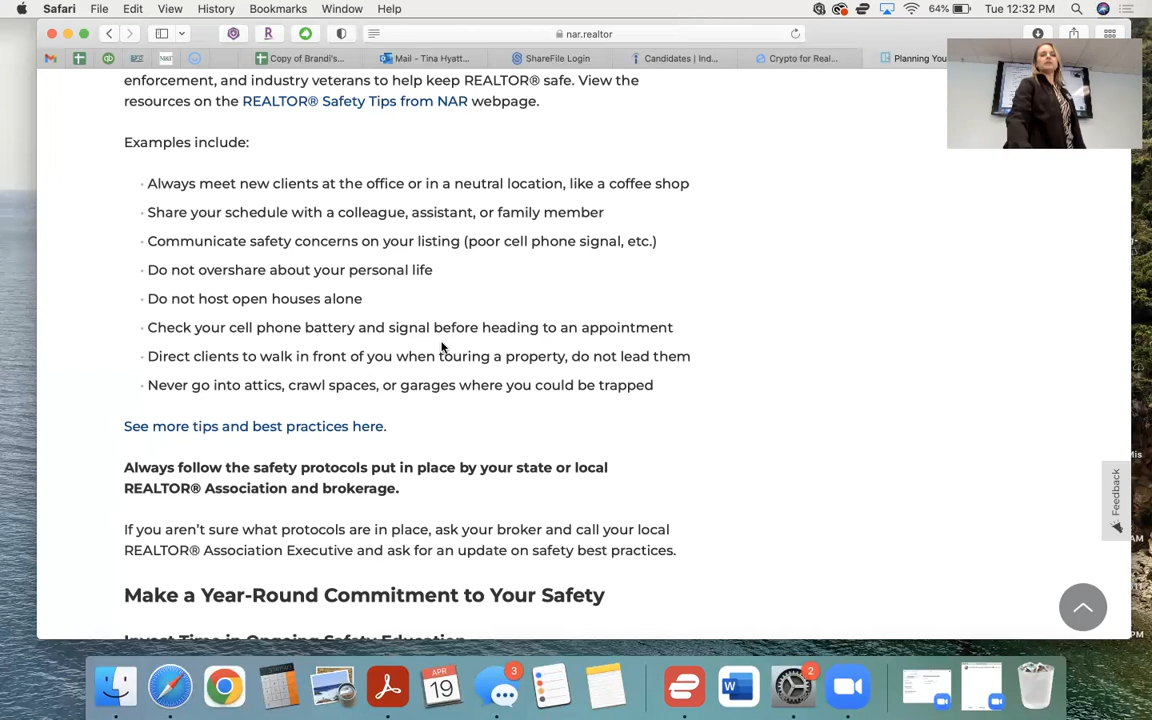 Safari File Edit View History Bookmarks Window Help 64% Tue 12:32 PM
nar.realtor
Copy of Brandi's... Mail - Tina Hyatt... ShareFile Login Candidates | Ind... Crypto for Real... Planning You
enforcement, and industry veterans to help keep REALTOR® safe. View the
resources on the REALTOR® Safety Tips from NAR webpage.
Examples include:
· Always meet new clients at the office or in a neutral location, like a coffee shop
· Share your schedule with a colleague, assistant, or family member
· Communicate safety concerns on your listing (poor cell phone signal, etc.)
· Do not overshare about your personal life
· Do not host open houses alone
· Check your cell phone battery and signal before heading to an appointment
· Direct clients to walk in front of you when touring a property, do not lead them
· Never go into attics, crawl spaces, or garages where you could be trapped
See more tips and best practices here.
Always follow the safety protocols put in place by your state or local
REALTOR® Association and brokerage.
If you aren't sure what protocols are in place, ask your broker and call your local
REALTOR® Association Executive and ask for an update on safety best practices.
Make a Year-Round Commitment to Your Safety
Invest Time in Ongoing Safety Education
Feedback
APR
19
3
2